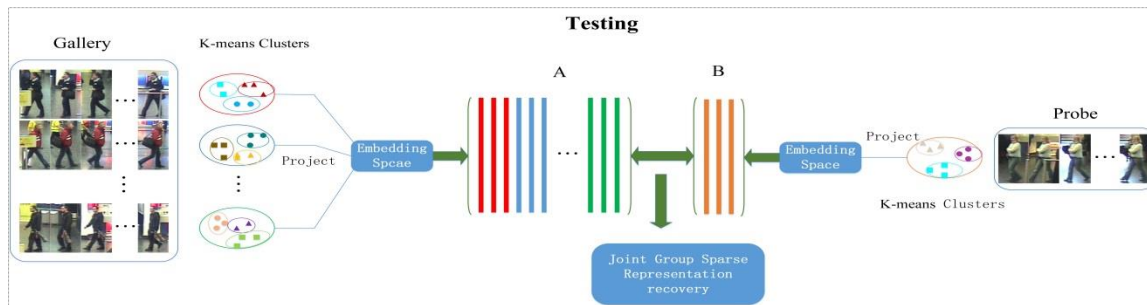 Testing
Gallery
K-means Clusters
A
B
Probe
Project
Embedding
Spcae
Embedding
Space
Project
K-means Clusters
Joint Group Sparse
Representation
recovery